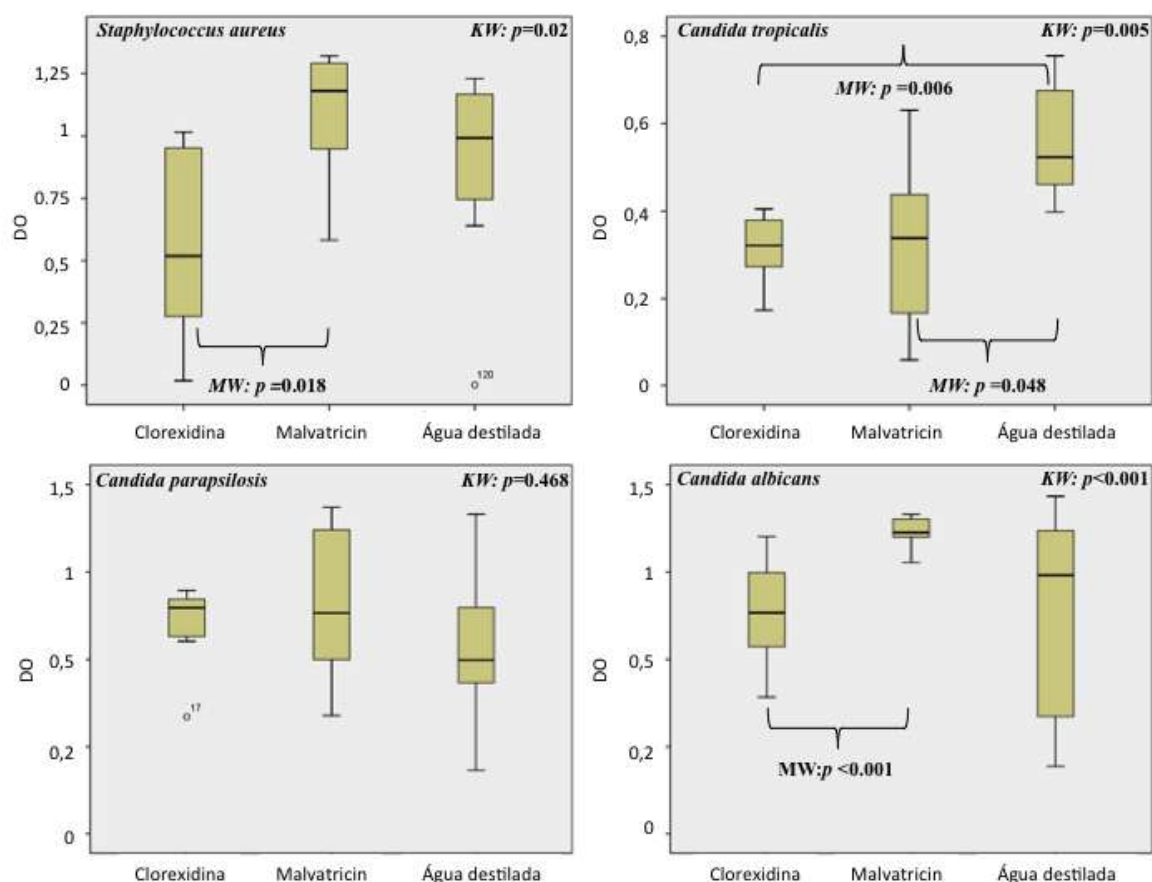 Staphylococcus aureus KW: p=0.02
1,25
1
0.75
0,5
0,25
0
DO
120
MW: p =0.018
Clorexidina Malvatricin Água destilada
Candida tropicalis KW: p=0.005
0,8
0,6
0,4
0,2
0
DO
MW: p =0.006
MW: p =0.048
Clorexidina Malvatricin Água destilada
Candida parapsilosis KW: p=0.468
1,5
1
0,5
0,2
0
DO
17
Clorexidina Malvatricin Água destilada
Candida albicans KW: p<0.001
1,5
1
0,5
0,2
0
DO
MW:p <0.001
Clorexidina Malvatricin Água destilada